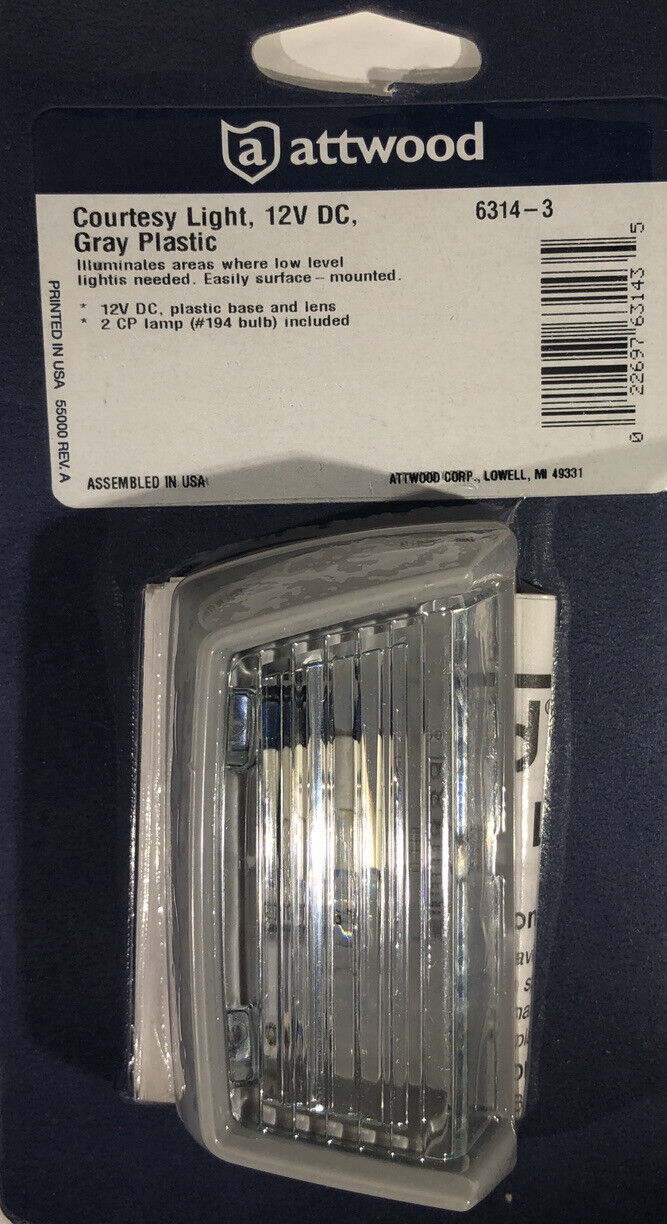 a attwood
Courtesy Light, 12V DC,
Gray Plastic
6314-3
Illuminates areas where low level
lightis needed. Easily surface - mounted.
* 12V DC, plastic base and lens
* 2 CP lamp (#194 bulb) included
PRINTED IN USA 55000 REV. A
0 22697 63143 5
ASSEMBLED IN USA
ATTWOOD CORP., LOWELL, MI 49331